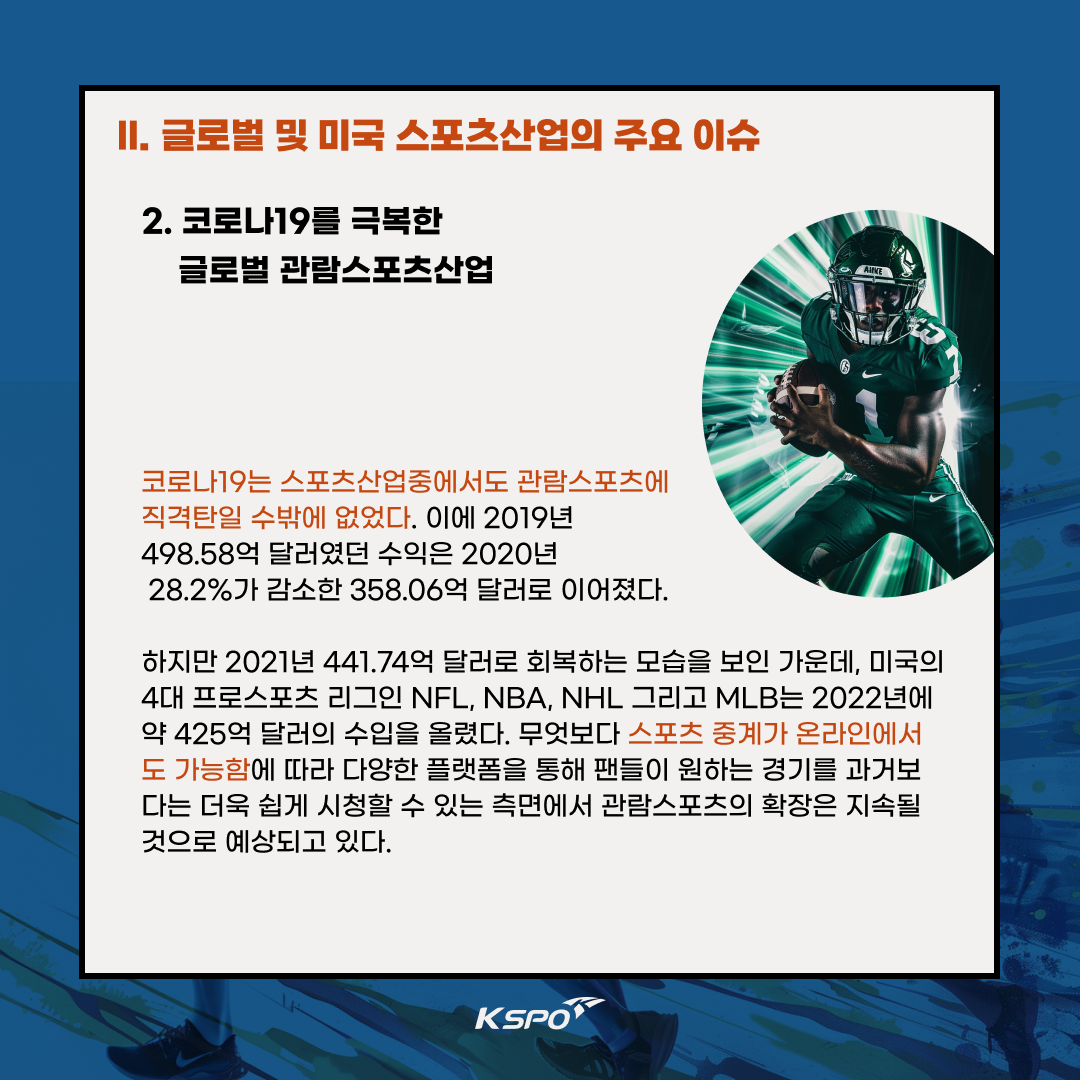 II. 글로벌 및 미국 스포츠산업의 주요 이슈
2. 코로나19를 극복한
글로벌 관람스포츠산업
코로나19는 스포츠산업중에서도 관람스포츠에
직격탄일 수밖에 없었다. 이에 2019년
498.58억 달러였던 수익은 2020년
28.2%가 감소한 358.06억 달러로 이어졌다.
하지만 2021년 441.74억 달러로 회복하는 모습을 보인 가운데, 미국의
4대 프로스포츠 리그인 NFL, NBA, NHL 그리고 MLB는 2022년에
약 425억 달러의 수입을 올렸다. 무엇보다 스포츠 중계가 온라인에서
도 가능함에 따라 다양한 플랫폼을 통해 팬들이 원하는 경기를 과거보
다는 더욱 쉽게 시청할 수 있는 측면에서 관람스포츠의 확장은 지속될
것으로 예상되고 있다.
KSPO